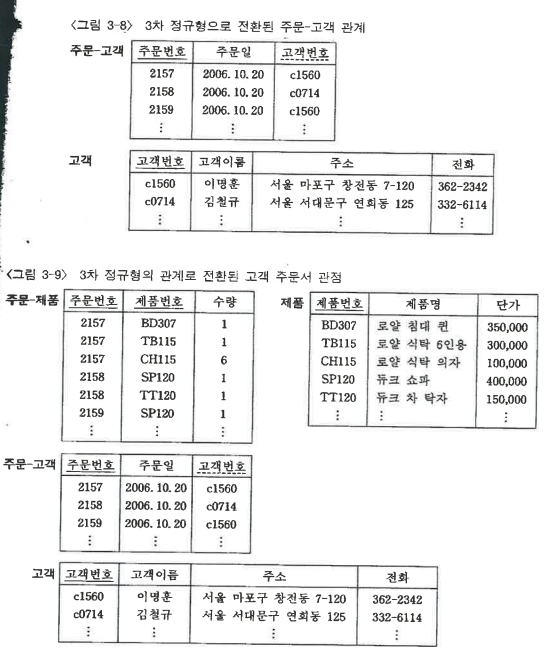 〈그림 3-8〉 3차 정규형으로 전환된 주문-고객 관계
주문-고객 주문번호 주문일 고객번호
2157 2006.10.20 c1560
2158 2006.10.20 c0714
2159 2006.10.20 c1560
⋮ ⋮ ⋮
고객 고객번호 고객이름 주소 전화
c1560 이명훈 서울 마포구 창전동 7-120 362-2342
c0714 김철규 서울 서대문구 연희동 125 332-6114
⋮ ⋮ ⋮ ⋮
〈그림 3-9〉 3차 정규형의 관계로 전환된 고객 주문서 관점
주문-제품 주문번호 제품번호 수량
2157 BD307 1
2157 TB115 1
2157 CH115 6
2158 SP120 1
2158 TT120 1
2159 SP120 1
⋮ ⋮ ⋮
제품 제품번호 제품명 단가
BD307 로얄 침대 퀸 350,000
TB115 로얄 식탁 6인용 300,000
CH115 로얄 식탁 의자 100,000
SP120 듀크 쇼파 400,000
TT120 듀크 차 탁자 150,000
⋮ ⋮ ⋮
주문-고객 주문번호 주문일 고객번호
2157 2006.10.20 c1560
2158 2006.10.20 c0714
2159 2006.10.20 c1560
⋮ ⋮ ⋮
고객 고객번호 고객이름 주소 전화
c1560 이명훈 서울 마포구 창전동 7-120 362-2342
c0714 김철규 서울 서대문구 연희동 125 332-6114
⋮ ⋮ ⋮ ⋮